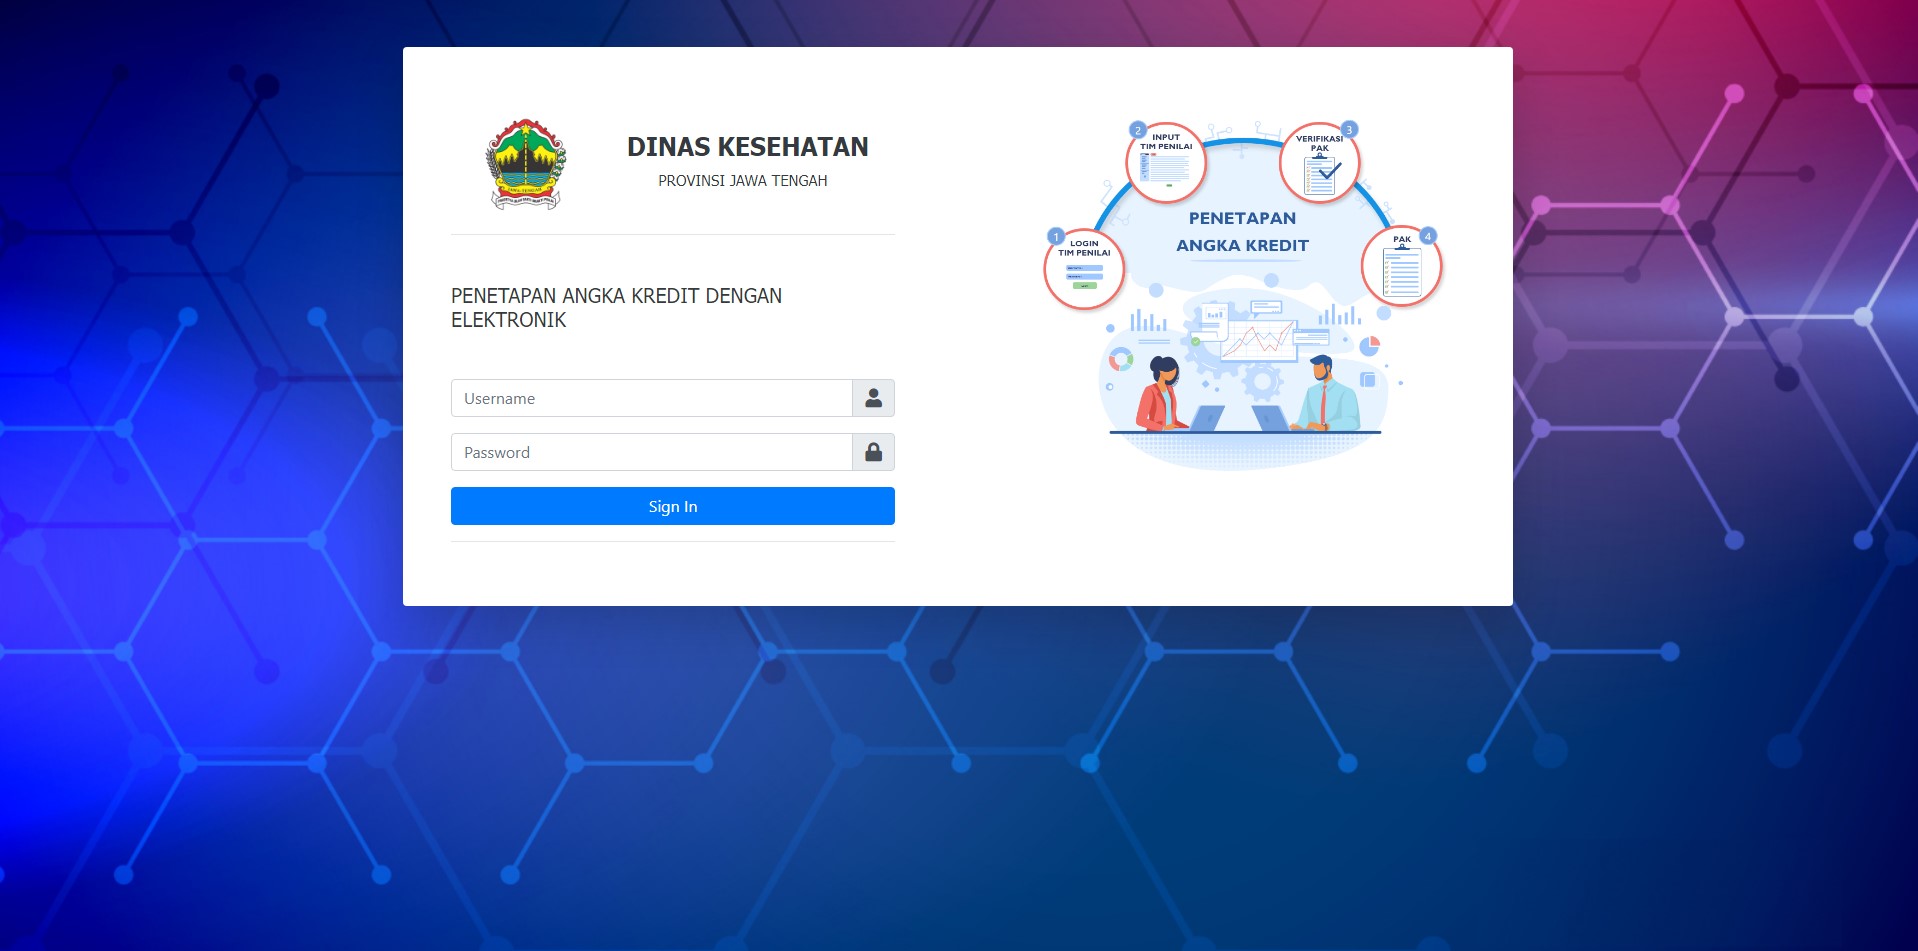 DINAS KESEHATAN
PROVINSI JAWA TENGAH
PENETAPAN ANGKA KREDIT DENGAN
ELEKTRONIK
Username
Password
Sign In
1
LOGIN
TIM PENILAI
2
INPUT
TIM PENILAI
3
VERIFIKASI
PAK
4
PAK
PENETAPAN
ANGKA KREDIT